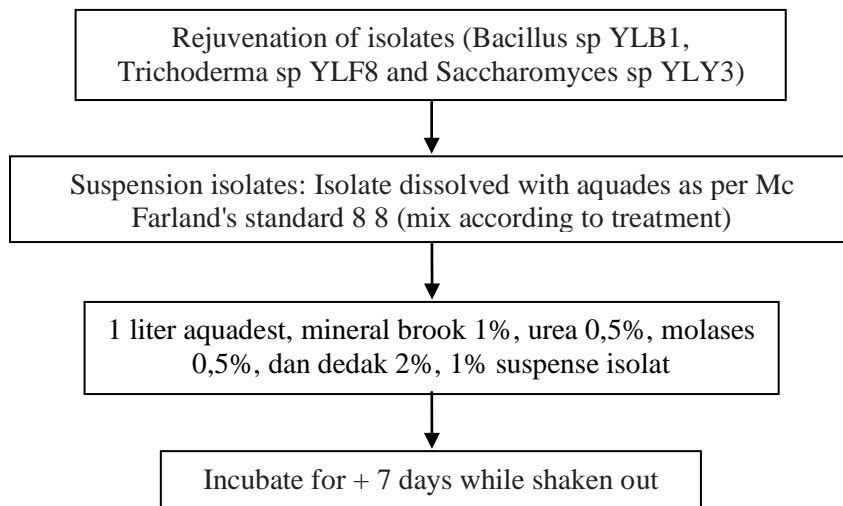 Rejuvenation of isolates (Bacillus sp YLB1,
Trichoderma sp YLF8 and Saccharomyces sp YLY3)
Suspension isolates: Isolate dissolved with aquades as per Mc
Farland's standard 8 8 (mix according to treatment)
1 liter aquadest, mineral brook 1%, urea 0,5%, molases
0,5%, dan dedak 2%, 1% suspense isolat
Incubate for + 7 days while shaken out